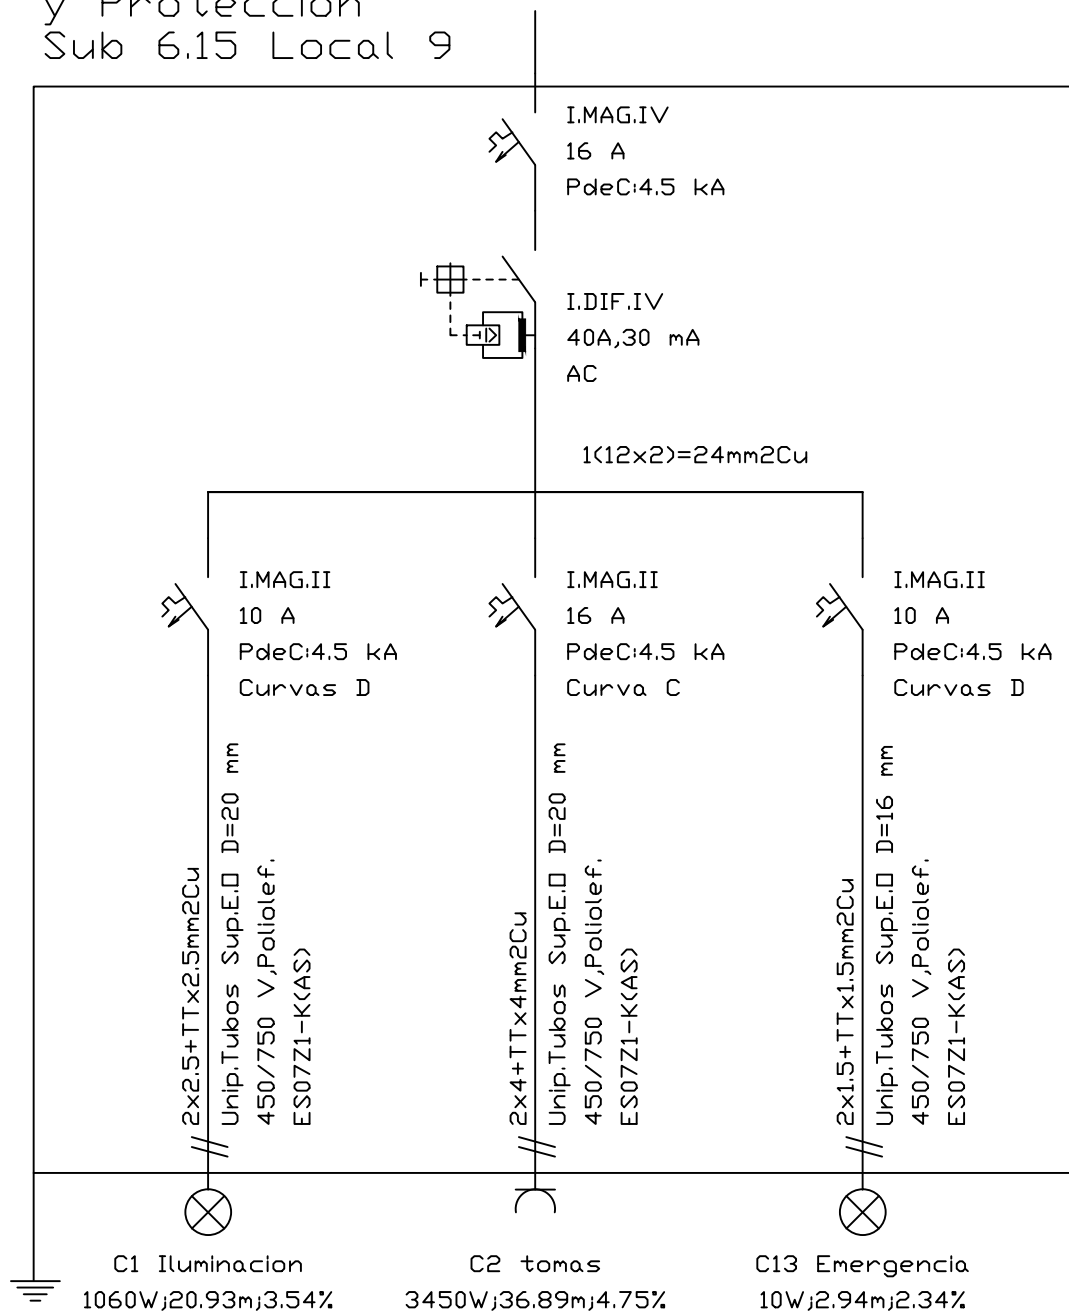 y Proteccion
Sub 6.15 Local 9
I.MAG.IV
16 A
PdeC:4.5 kA
I.DIF.IV
40A,30 mA
AC
1(12x2)=24mm2Cu
I.MAG.II
10 A
PdeC:4.5 kA
Curvas D
I.MAG.II
16 A
PdeC:4.5 kA
Curva C
I.MAG.II
10 A
PdeC:4.5 kA
Curvas D
2x2.5+TTx2.5mm2Cu
Unip.Tubos Sup.E.□ D=20 mm
450/750 V,Poliolef.
ES07Z1-K(AS)
2x4+TTx4mm2Cu
Unip.Tubos Sup.E.□ D=20 mm
450/750 V,Poliolef.
ES07Z1-K(AS)
2x1.5+TTx1.5mm2Cu
Unip.Tubos Sup.E.□ D=16 mm
450/750 V,Poliolef.
ES07Z1-K(AS)
C1 Iluminacion
1060W;20.93m;3.54%
C2 tomas
3450W;36.89m;4.75%
C13 Emergencia
10W;2.94m;2.34%